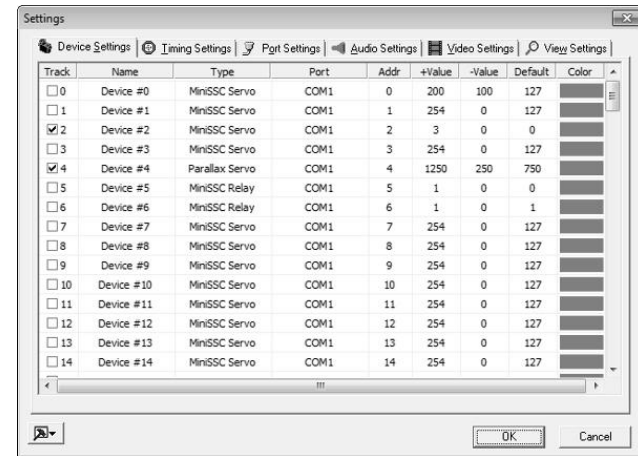 Settings
Device Settings Timing Settings Port Settings Audio Settings Video Settings View Settings
Track Name Type Port Addr +Value -Value Default Color
0 Device #0 MiniSSC Servo COM1 0 200 100 127
1 Device #1 MiniSSC Servo COM1 1 254 0 127
2 Device #2 MiniSSC Servo COM1 2 3 0 0
3 Device #3 MiniSSC Servo COM1 3 254 0 127
4 Device #4 Parallax Servo COM1 4 1250 250 750
5 Device #5 MiniSSC Relay COM1 5 1 0 0
6 Device #6 MiniSSC Relay COM1 6 1 0 1
7 Device #7 MiniSSC Servo COM1 7 254 0 127
8 Device #8 MiniSSC Servo COM1 8 254 0 127
9 Device #9 MiniSSC Servo COM1 9 254 0 127
10 Device #10 MiniSSC Servo COM1 10 254 0 127
11 Device #11 MiniSSC Servo COM1 11 254 0 127
12 Device #12 MiniSSC Servo COM1 12 254 0 127
13 Device #13 MiniSSC Servo COM1 13 254 0 127
14 Device #14 MiniSSC Servo COM1 14 254 0 127
OK Cancel